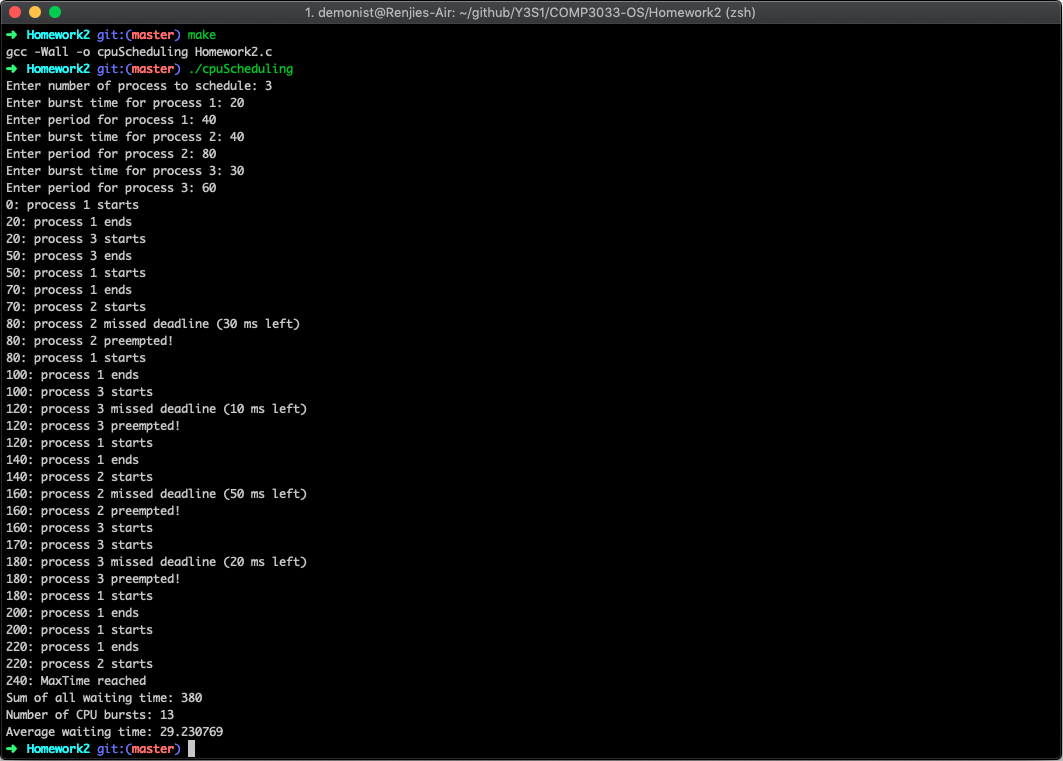 1. demonist@Renjies-Air: ~/github/Y3S1/COMP3033-OS/Homework2 (zsh)
➜ Homework2 git:(master) make
gcc -Wall -o cpuScheduling Homework2.c
➜ Homework2 git:(master) ./cpuScheduling
Enter number of process to schedule: 3
Enter burst time for process 1: 20
Enter period for process 1: 40
Enter burst time for process 2: 40
Enter period for process 2: 80
Enter burst time for process 3: 30
Enter period for process 3: 60
0: process 1 starts
20: process 1 ends
20: process 3 starts
50: process 3 ends
50: process 1 starts
70: process 1 ends
70: process 2 starts
80: process 2 missed deadline (30 ms left)
80: process 2 preempted!
80: process 1 starts
100: process 1 ends
100: process 3 starts
120: process 3 missed deadline (10 ms left)
120: process 3 preempted!
120: process 1 starts
140: process 1 ends
140: process 2 starts
160: process 2 missed deadline (50 ms left)
160: process 2 preempted!
160: process 3 starts
170: process 3 starts
180: process 3 missed deadline (20 ms left)
180: process 3 preempted!
180: process 1 starts
200: process 1 ends
200: process 1 starts
220: process 1 ends
220: process 2 starts
240: MaxTime reached
Sum of all waiting time: 380
Number of CPU bursts: 13
Average waiting time: 29.230769
➜ Homework2 git:(master)